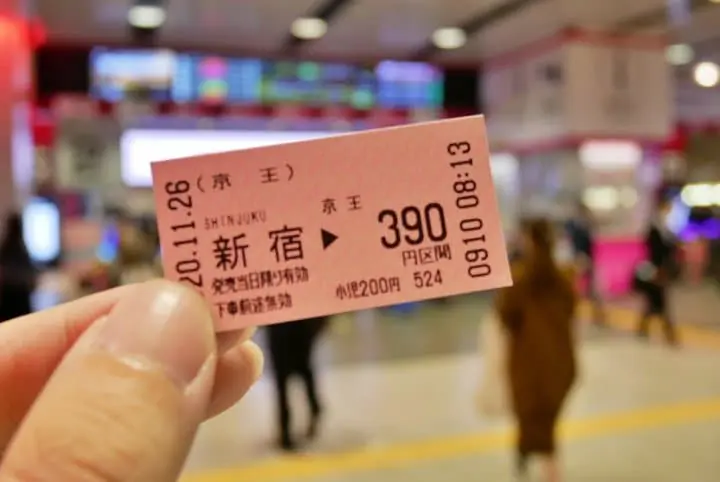 20.11.26
(京王)
SHINJUKU
新宿▶
京王
390
円区間
発売当日限り有効
下車前途無効
小児200円 524
0910 08:13